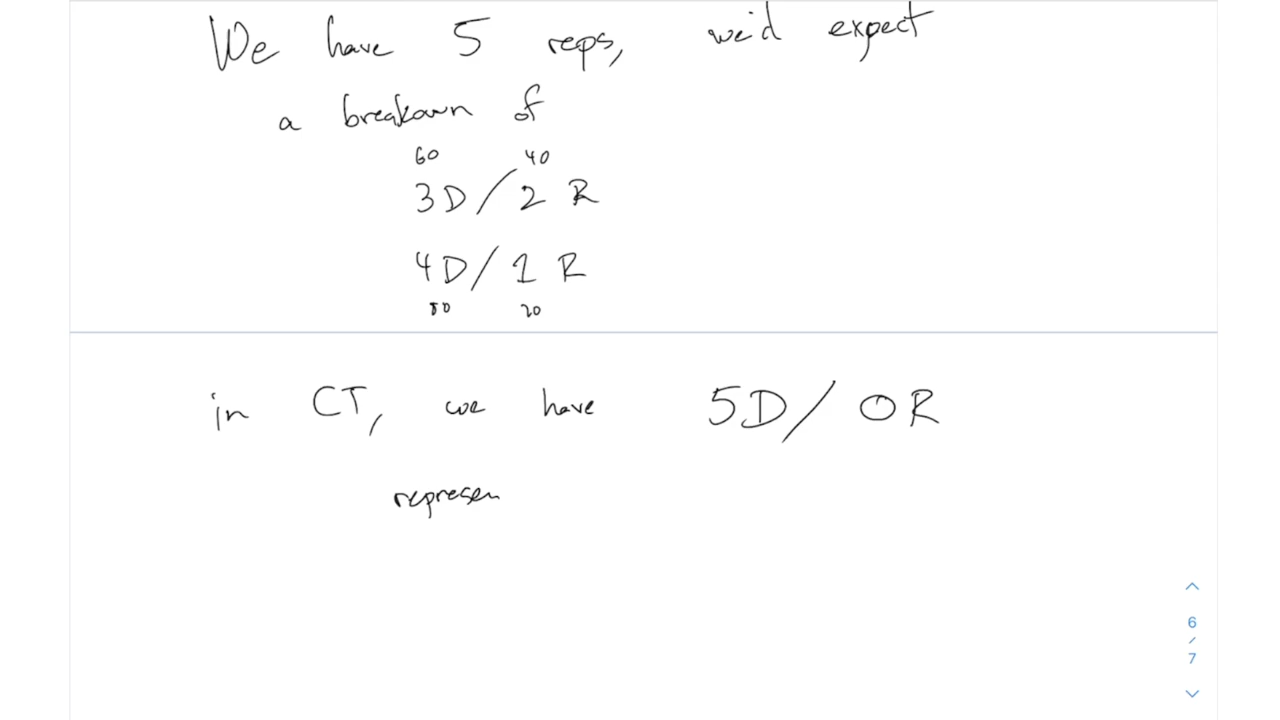 We have 5 reps, we'd expect
a breakown of
60 40
3D/2 R
4D/1 R
80 20
in CT, we have 5D/0R
represen
6
/
7